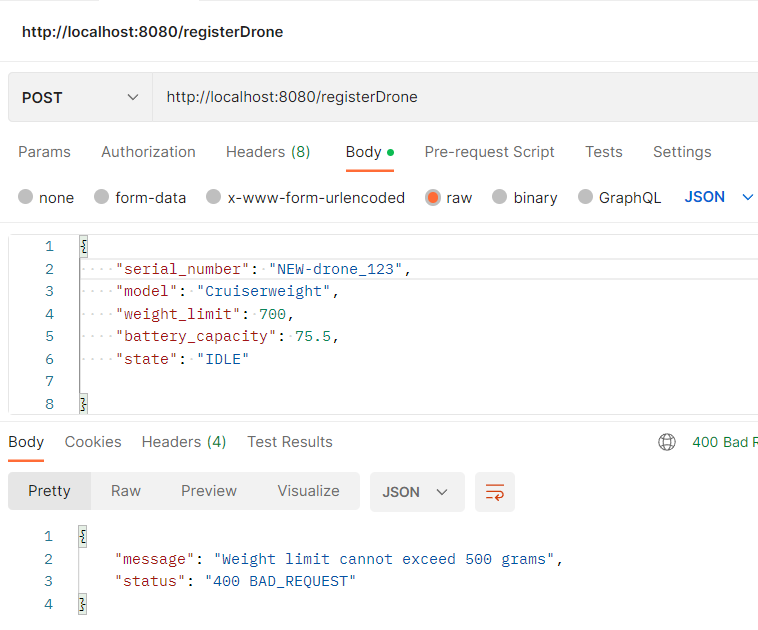 http://localhost:8080/registerDrone
POST http://localhost:8080/registerDrone
Params Authorization Headers (8) Body Pre-request Script Tests Settings
none form-data x-www-form-urlencoded raw binary GraphQL JSON
1 {
2 "serial_number": "NEW-drone_123",
3 "model": "Cruiserweight",
4 "weight_limit": 700,
5 "battery_capacity": 75.5,
6 "state": "IDLE"
7
8 }
Body Cookies Headers (4) Test Results 400 Bad R
Pretty Raw Preview Visualize JSON
1 {
2 "message": "Weight limit cannot exceed 500 grams",
3 "status": "400 BAD_REQUEST"
4 }